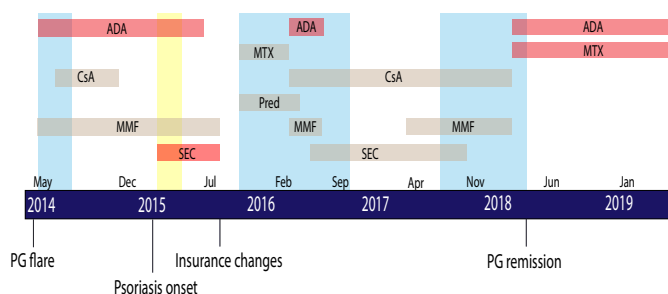 ADA ADA ADA
MTX MTX
CsA CsA
Pred
MMF MMF MMF
SEC SEC
May Dec Jul Feb Sep Apr Nov Jun Jan
2014 2015 2016 2017 2018 2019
PG flare Insurance changes PG remission
Psoriasis onset